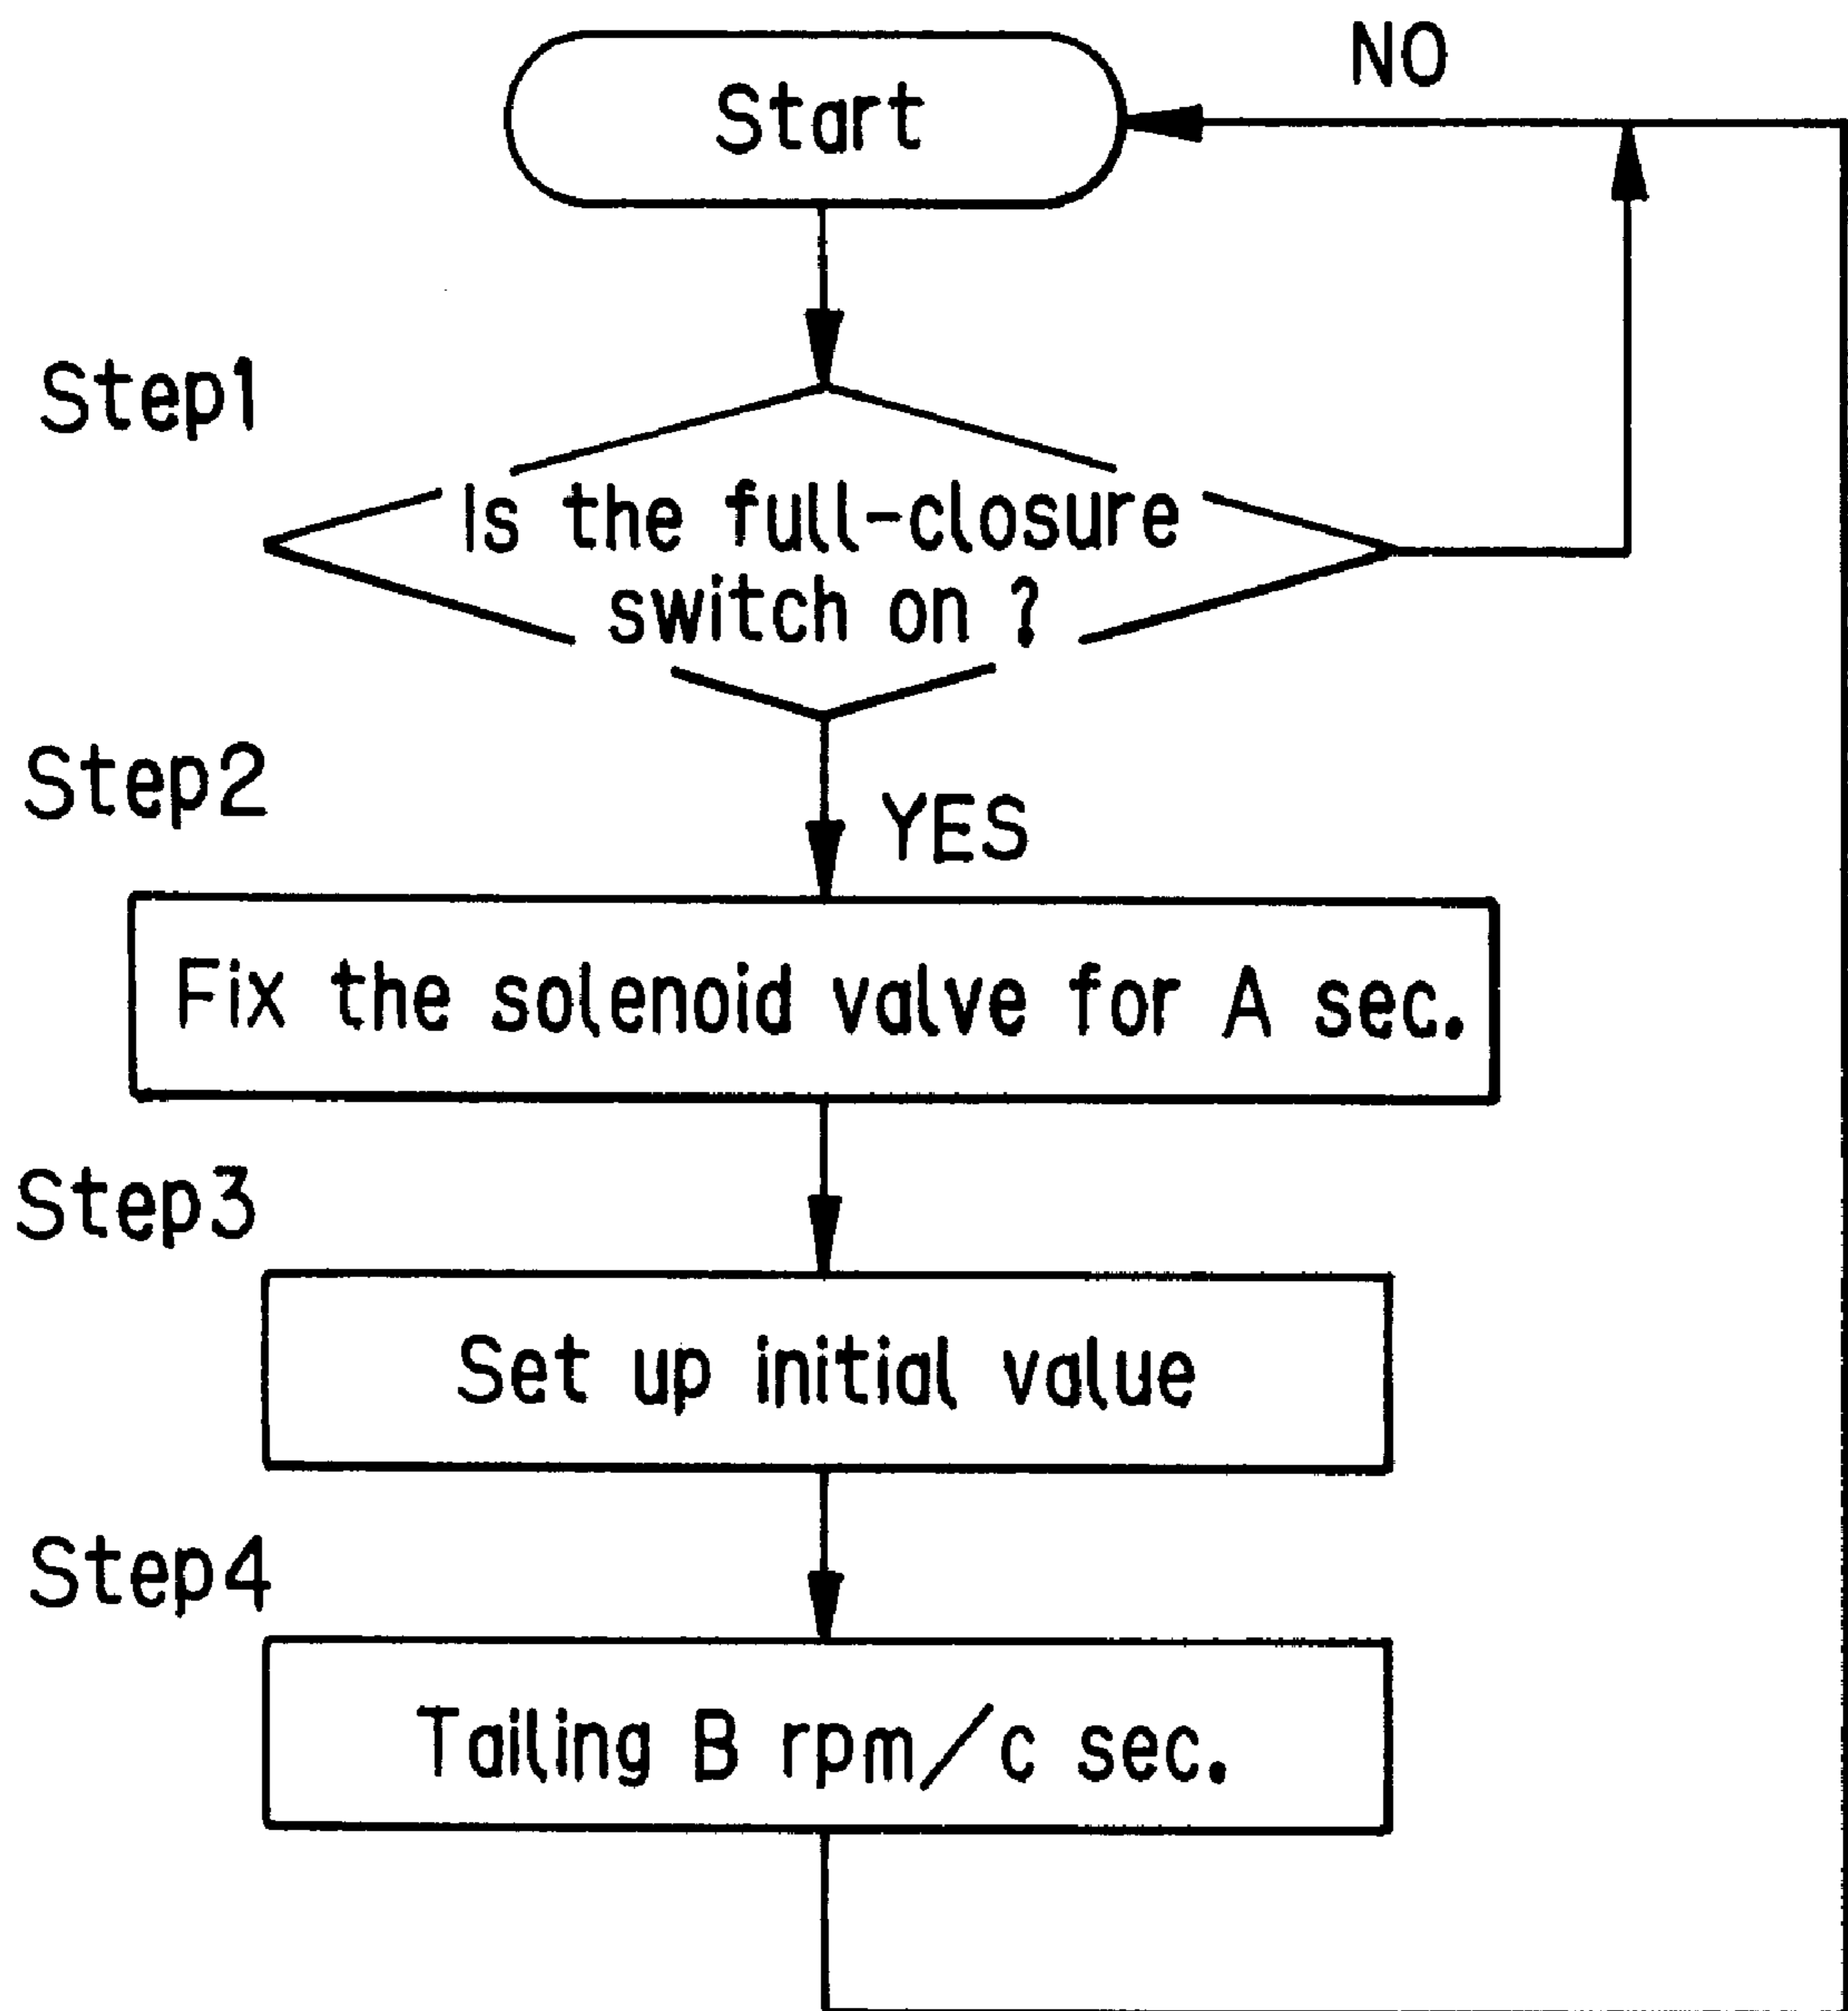 NO
Start
Step1
Is the full-closure
switch on ?
Step2
YES
Fix the solenoid valve for A sec.
Step3
Set up initial value
Step4
Tailing B rpm/c sec.